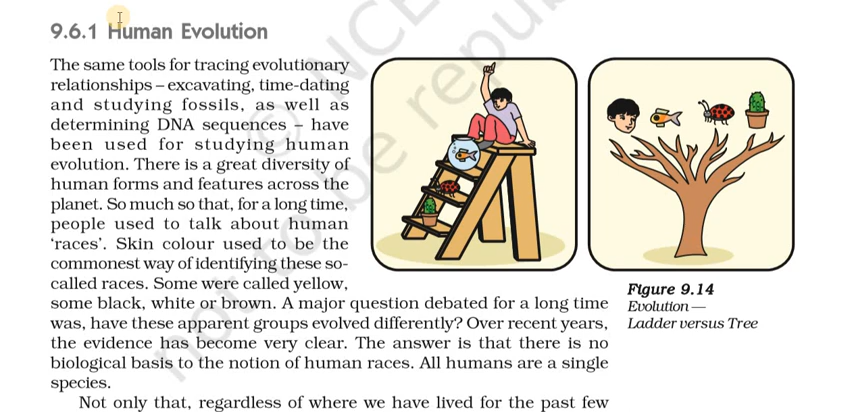 9.6.1 Human Evolution
The same tools for tracing evolutionary
relationships – excavating, time-dating
and studying fossils, as well as
determining DNA sequences – have
been used for studying human
evolution. There is a great diversity of
human forms and features across the
planet. So much so that, for a long time,
people used to talk about human
‘races’. Skin colour used to be the
commonest way of identifying these so-
called races. Some were called yellow,
some black, white or brown. A major question debated for a long time
was, have these apparent groups evolved differently? Over recent years,
the evidence has become very clear. The answer is that there is no
biological basis to the notion of human races. All humans are a single
species.
Not only that, regardless of where we have lived for the past few
Figure 9.14
Evolution —
Ladder versus Tree
© NCE
not to be repu